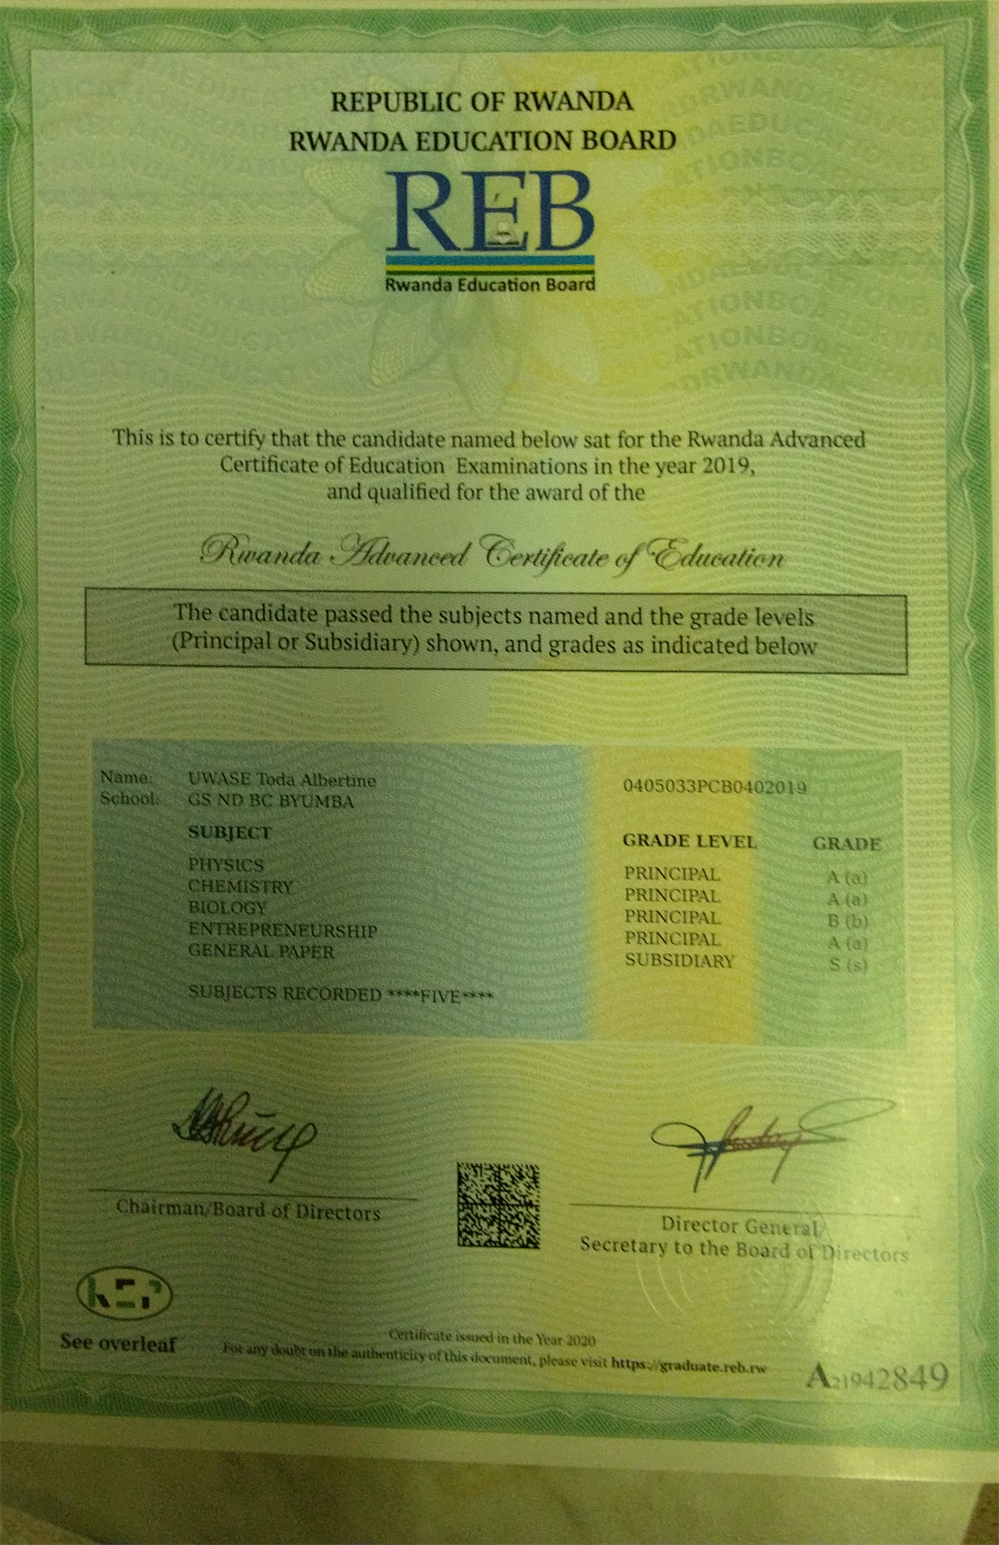 REPUBLIC OF RWANDA
RWANDA EDUCATION BOARD
REB
Rwanda Education Board
This is to certify that the candidate named below sat for the Rwanda Advanced
Certificate of Education Examinations in the year 2019,
and qualified for the award of the
Rwanda Advanced Certificate of Education
The candidate passed the subjects named and the grade levels
(Principal or Subsidiary) shown, and grades as indicated below
Name: UWASE Toda Albertine 0405033PCB0402019
School: GS ND BC BYUMBA
SUBJECT GRADE LEVEL GRADE
PHYSICS PRINCIPAL A (a)
CHEMISTRY PRINCIPAL A (a)
BIOLOGY PRINCIPAL B (b)
ENTREPRENEURSHIP PRINCIPAL A (a)
GENERAL PAPER SUBSIDIARY S (s)
SUBJECTS RECORDED ****FIVE****
Chairman/Board of Directors
Director General/
Secretary to the Board of Directors
See overleaf
Certificate issued in the Year 2020
For any doubt on the authenticity of this document, please visit https://graduate.reb.rw
A21942849